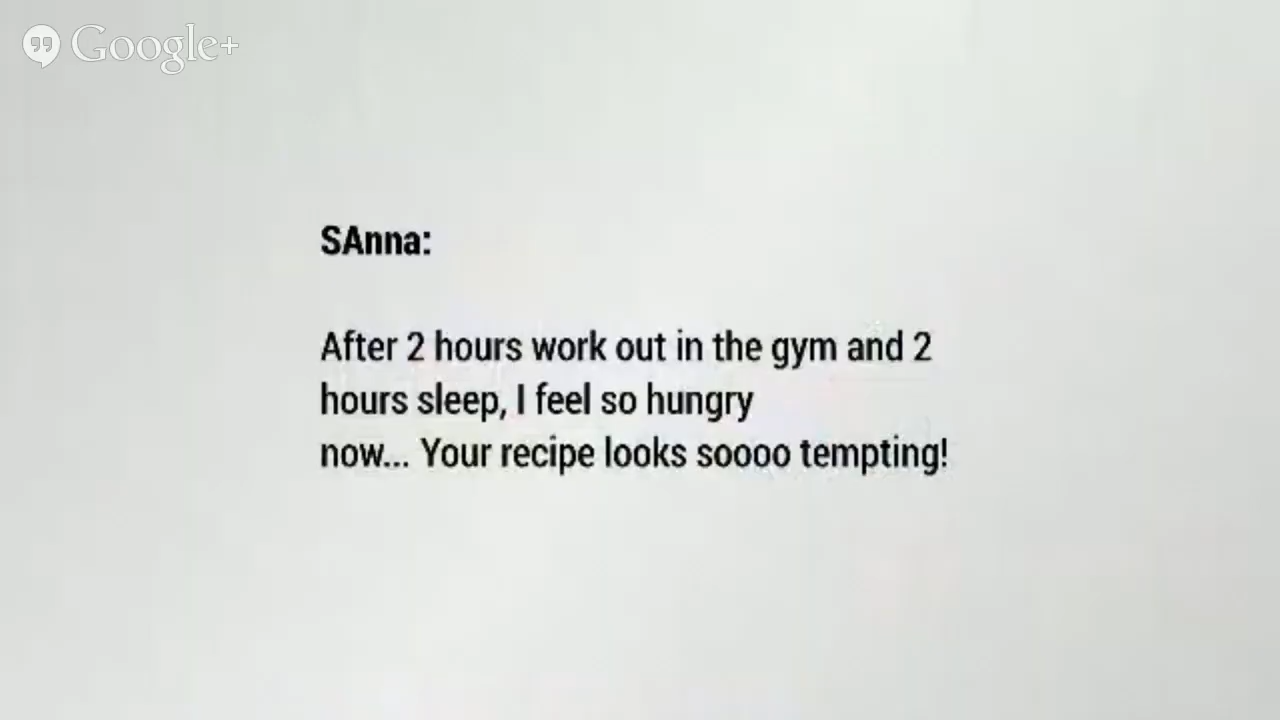 Google+
SAnna:
After 2 hours work out in the gym and 2
hours sleep, I feel so hungry
now... Your recipe looks soooo tempting!